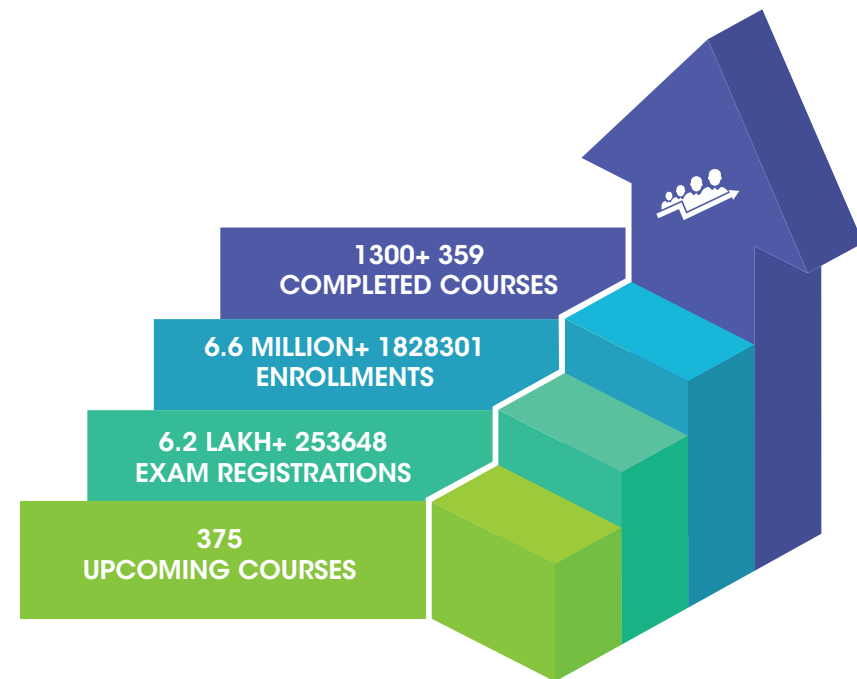 1300+ 359
COMPLETED COURSES
6.6 MILLION+ 1828301
ENROLLMENTS
6.2 LAKH+ 253648
EXAM REGISTRATIONS
375
UPCOMING COURSES